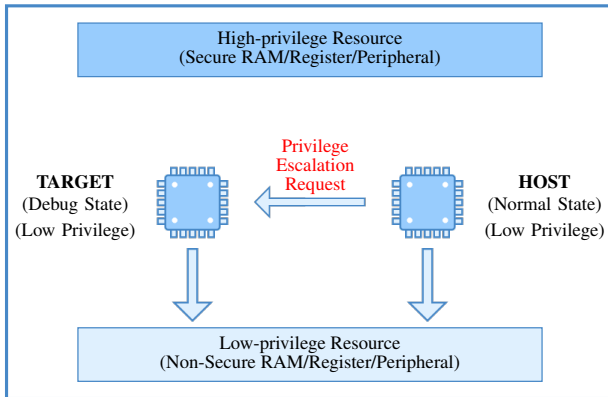 High-privilege Resource
(Secure RAM/Register/Peripheral)
Privilege
Escalation
Request
TARGET
(Debug State)
(Low Privilege)
HOST
(Normal State)
(Low Privilege)
Low-privilege Resource
(Non-Secure RAM/Register/Peripheral)